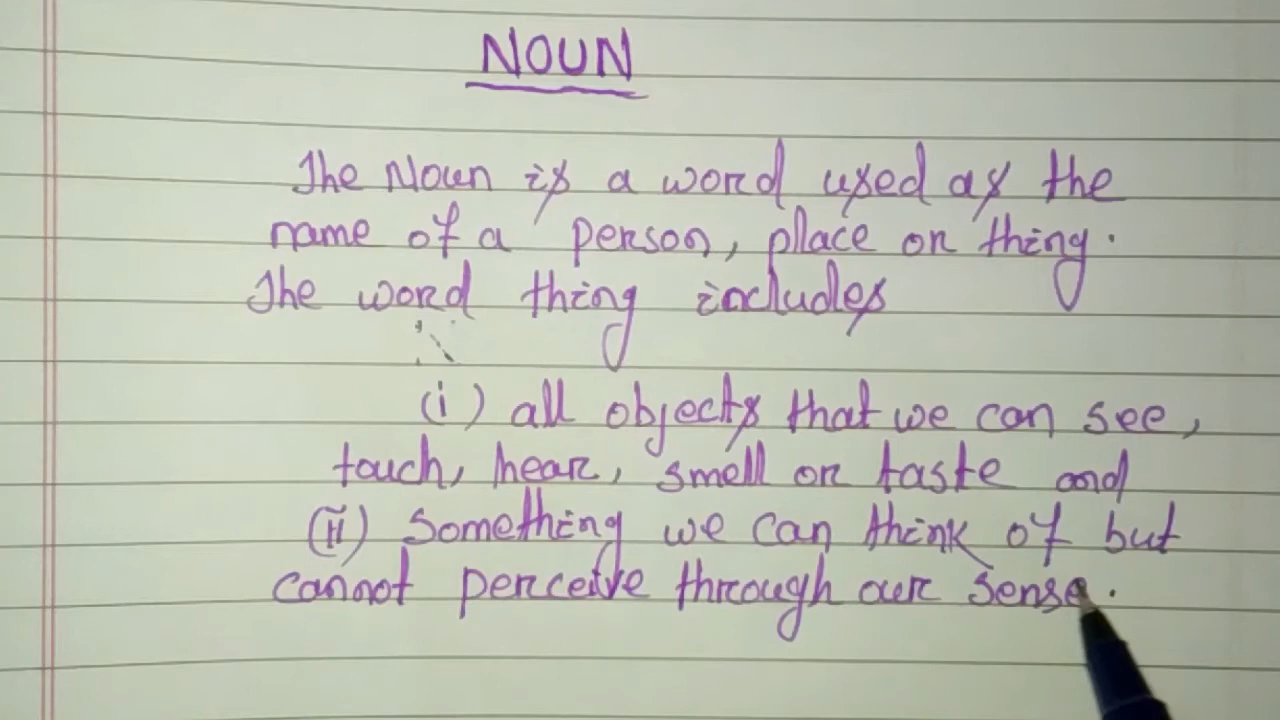 NOUN
The Noun is a word used as the
name of a person, place or thing.
The word thing includes
(i) all objects that we can see,
touch, hear, smell or taste and
(ii) Something we can think of but
cannot perceive through our sense.